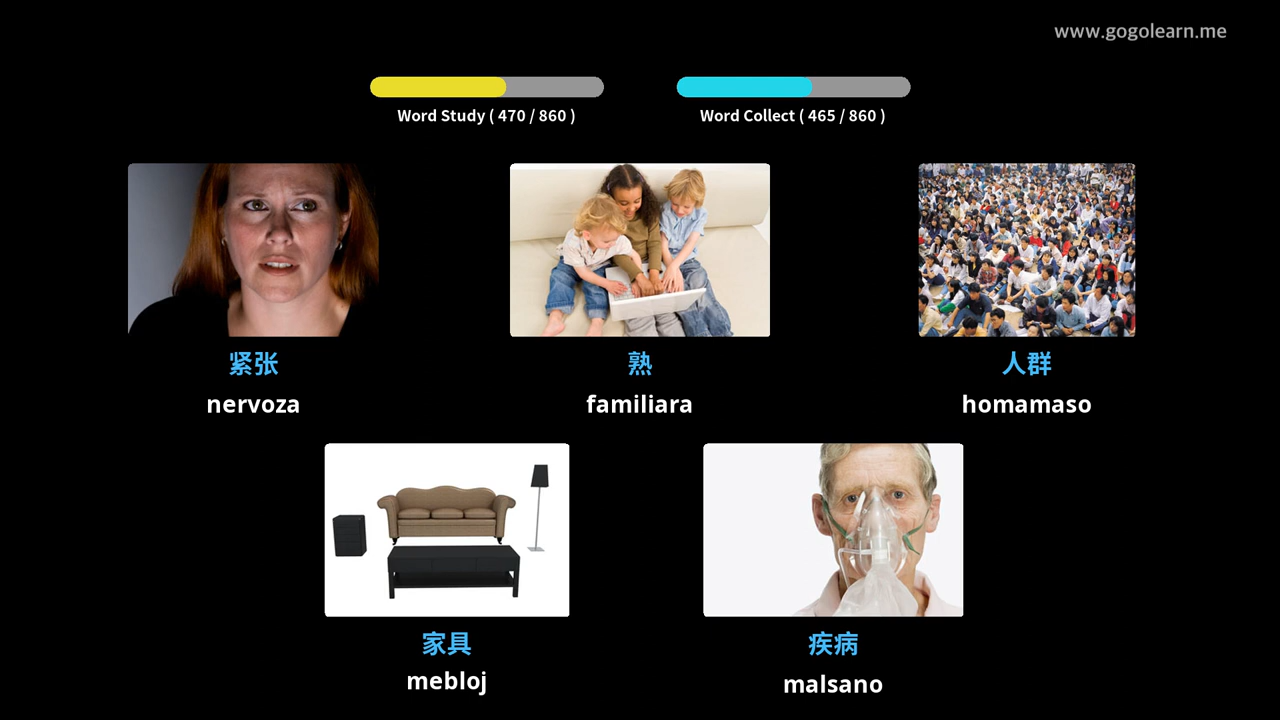 www.gogolearn.me
Word Study ( 470 / 860 )
Word Collect ( 465 / 860 )
紧张
nervoza
熟
familiara
人群
homamaso
家具
mebloj
疾病
malsano